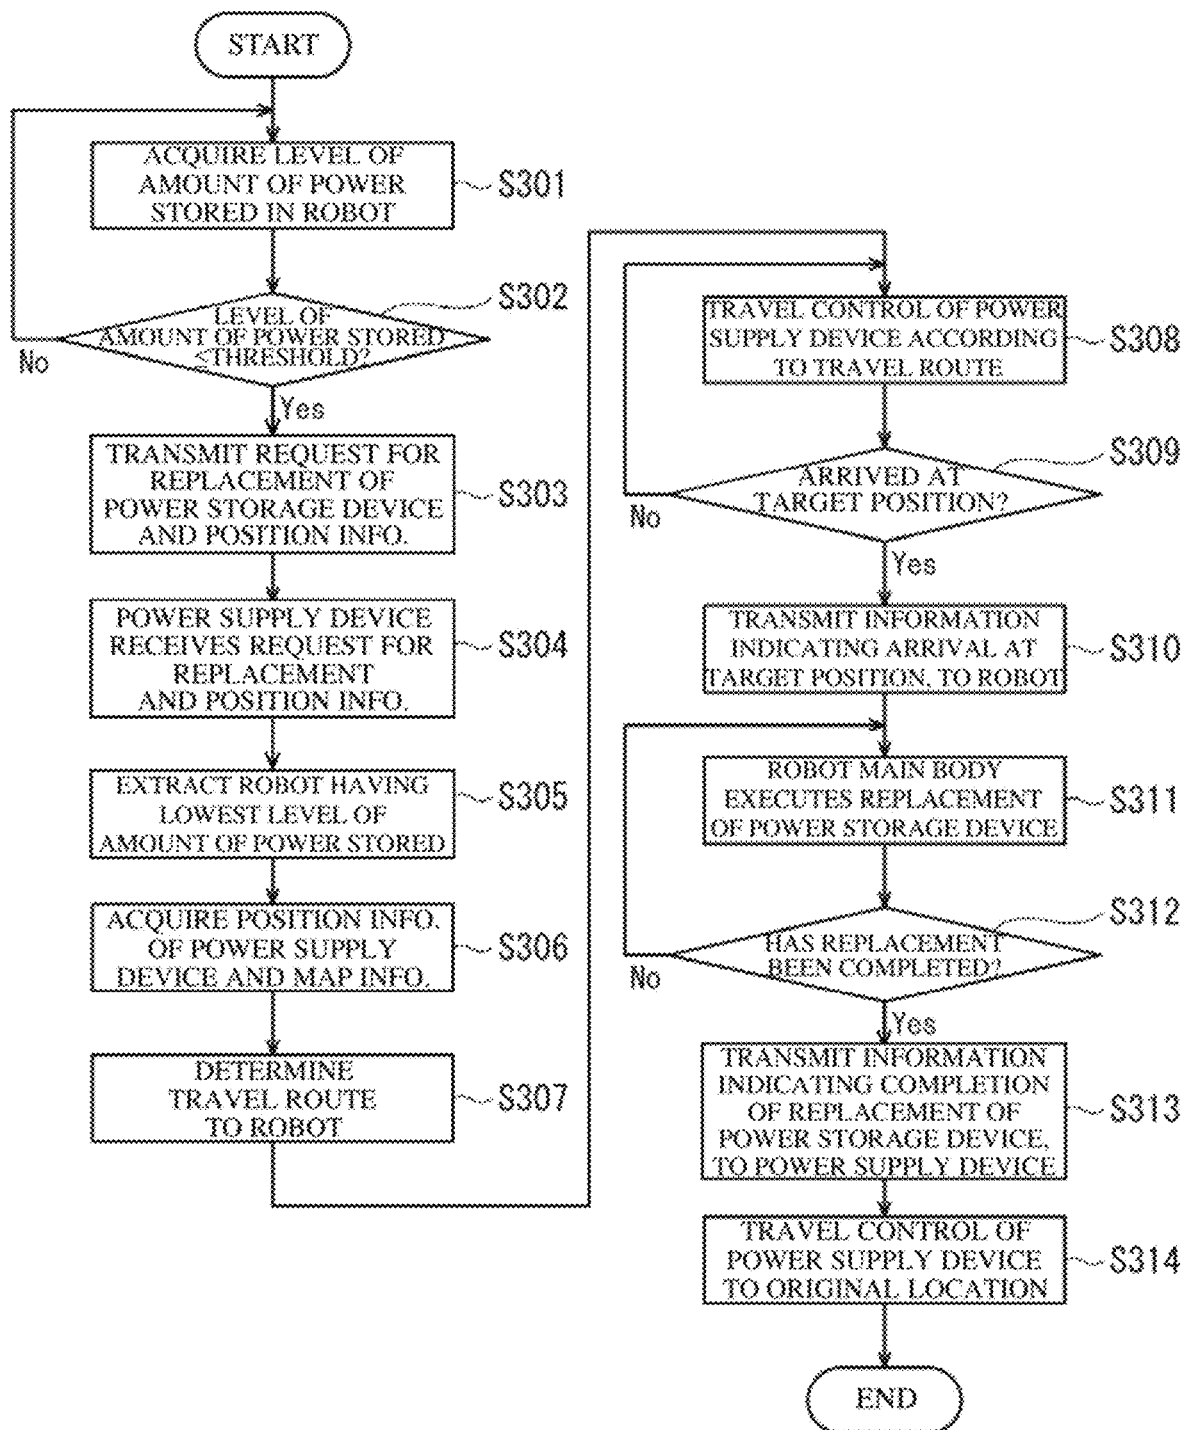 START
ACQUIRE LEVEL OF
AMOUNT OF POWER
STORED IN ROBOT
S301
LEVEL OF
AMOUNT OF POWER STORED
≤THRESHOLD?
S302
No
Yes
TRANSMIT REQUEST FOR
REPLACEMENT OF
POWER STORAGE DEVICE
AND POSITION INFO.
S303
POWER SUPPLY DEVICE
RECEIVES REQUEST FOR
REPLACEMENT
AND POSITION INFO.
S304
EXTRACT ROBOT HAVING
LOWEST LEVEL OF
AMOUNT OF POWER STORED
S305
ACQUIRE POSITION INFO.
OF POWER SUPPLY
DEVICE AND MAP INFO.
S306
DETERMINE
TRAVEL ROUTE
TO ROBOT
S307
TRAVEL CONTROL OF POWER
SUPPLY DEVICE ACCORDING
TO TRAVEL ROUTE
S308
ARRIVED AT
TARGET POSITION?
S309
No
Yes
TRANSMIT INFORMATION
INDICATING ARRIVAL AT
TARGET POSITION, TO ROBOT
S310
ROBOT MAIN BODY
EXECUTES REPLACEMENT
OF POWER STORAGE DEVICE
S311
HAS REPLACEMENT
BEEN COMPLETED?
S312
No
Yes
TRANSMIT INFORMATION
INDICATING COMPLETION
OF REPLACEMENT OF
POWER STORAGE DEVICE,
TO POWER SUPPLY DEVICE
S313
TRAVEL CONTROL OF
POWER SUPPLY DEVICE
TO ORIGINAL LOCATION
S314
END